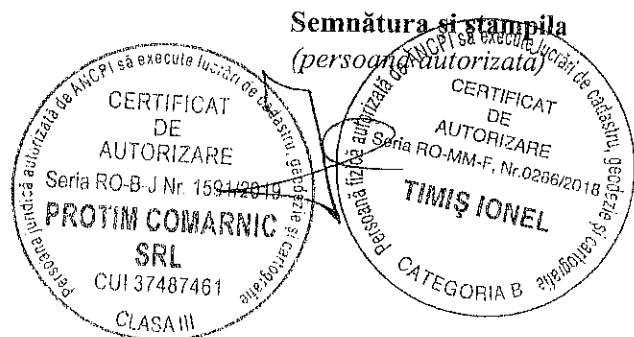 Semnătura si stampila
(persoana autorizata)
Persoana juridică autorizată de ANCPI să execute lucrări de cadastru, geodezie și cartografie
CERTIFICAT
DE
AUTORIZARE
Seria RO-B-J Nr. 1591/2019
PROTIM COMARNIC
SRL
CUI 37487461
CLASA III
Persoană fizică autorizată de ANCPI să execute lucrări de cadastru, geodezie și cartografie
CERTIFICAT
DE
AUTORIZARE
Seria RO-MM-F, Nr.0266/2018
TIMIȘ IONEL
CATEGORIA B